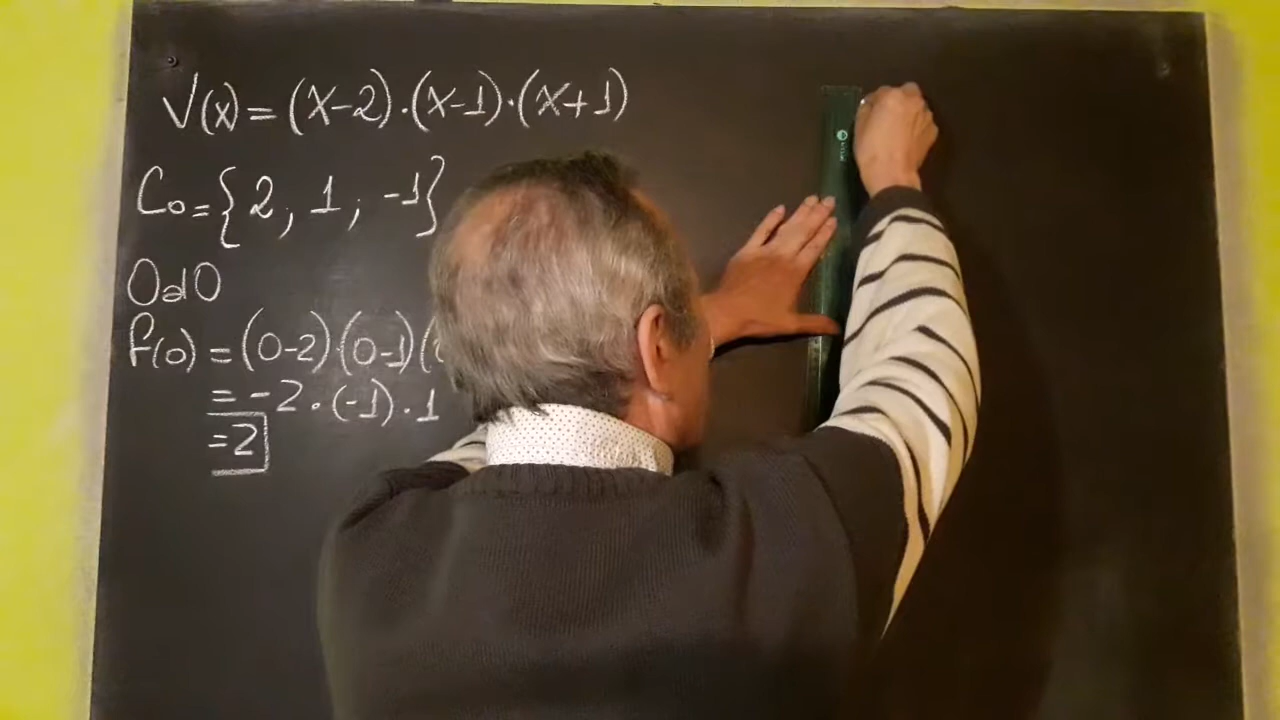 V(x) = (x-2)·(x-1)·(x+1)
C₀ = {2; 1; -1}
OdO
f(0) = (0-2)·(0-1)(
= -2·(-1)·1
= 2